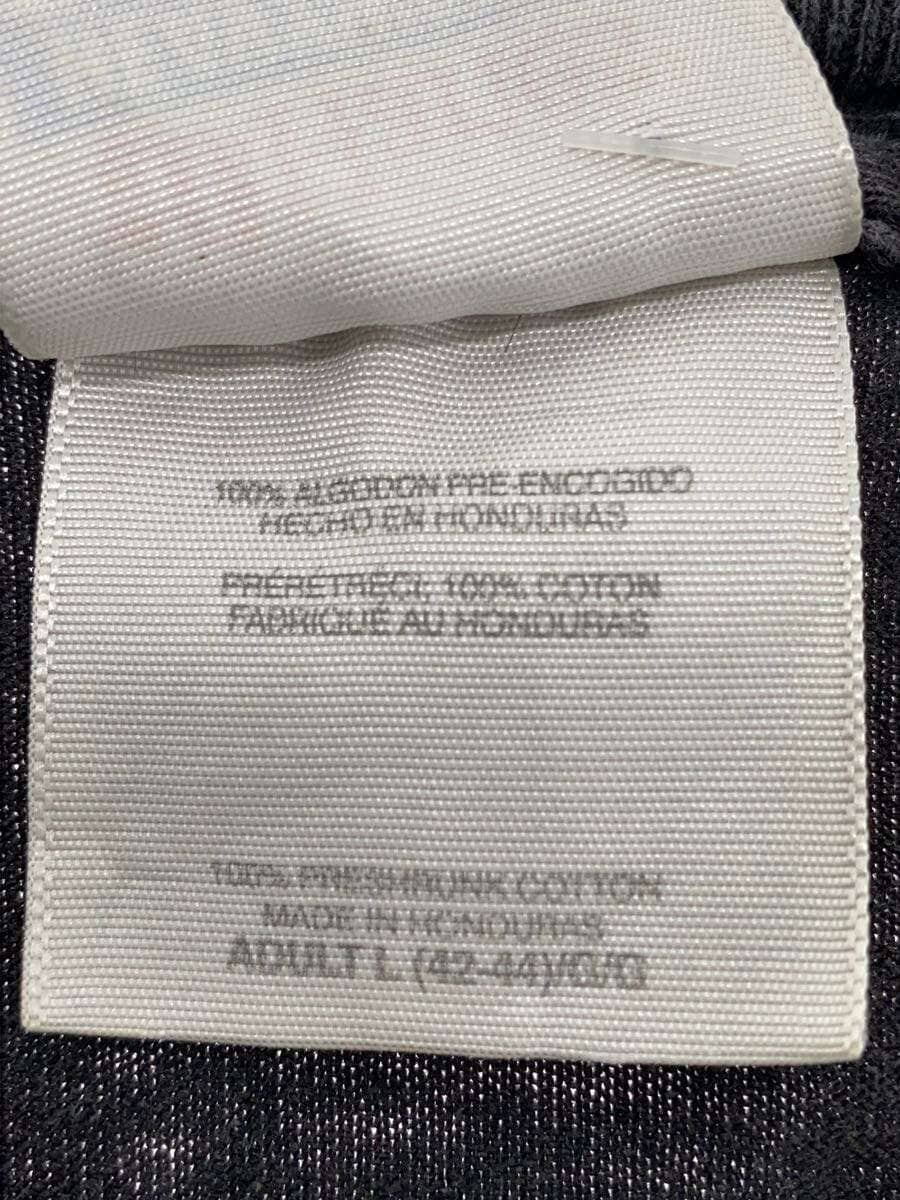 100% ALGODON PRE-ENCOGIDO
HECHO EN HONDURAS
PRÉRÉTRÉCI, 100% COTON
FABRIQUÉ AU HONDURAS
100% PRESHRUNK COTTON
MADE IN HONDURAS
ADULT L (42-44)/G/G